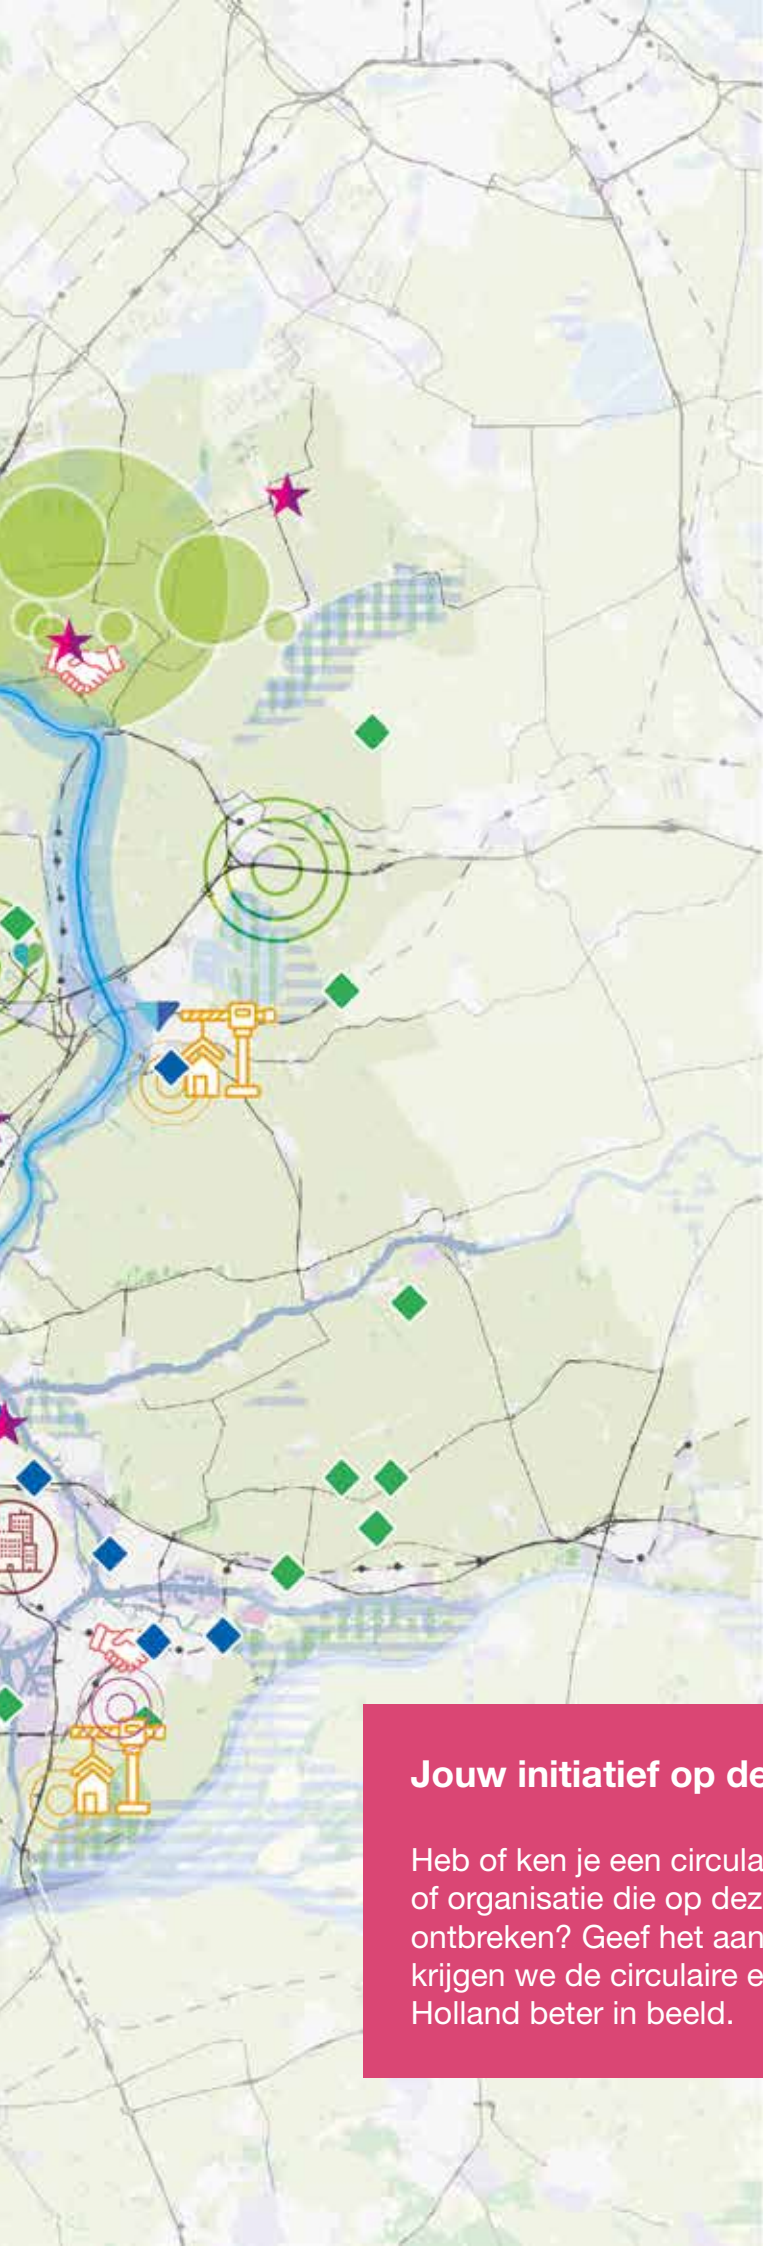 Jouw initiatief op de
Heb of ken je een circula
of organisatie die op dez
ontbreken? Geef het aan
krijgen we de circulaire e
Holland beter in beeld.